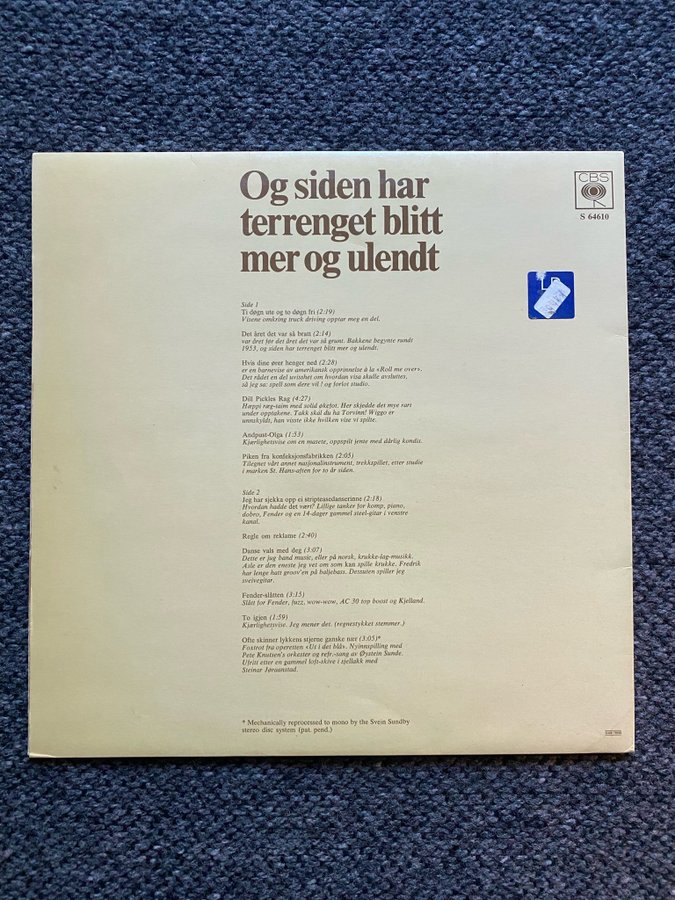 Og siden har
terrenget blitt
mer og ulendt
CBS
S 64610
LP
Side 1
Ti døgn ute og to døgn fri (2:19)
Visene omkring truck driving opptar meg en del.
Det året det var så bratt (2:14)
var året før det året det var så grunt. Bakkene begynte rundt
1953, og siden har terrenget blitt mer og ulendt.
Hvis dine ører henger ned (2:28)
er en barnevise av amerikansk opprinnelse à la «Roll me over».
Det rådet en del uvisshet om hvordan visa skulle avsluttes,
så jeg sa: spell som dere vil! og forlot studio.
Dill Pickles Rag (4:27)
Hæppi ræg-taim med solid økefot. Her skjedde det mye rart
under opptakene. Takk skal du ha Torvinn! Wiggo er
unnskyldt, han visste ikke hvilken vise vi spilte.
Andpust-Olga (1:53)
Kjærlighetsvise om en masete, oppspilt jente med dårlig kondis.
Piken fra konfeksjonsfabrikken (2:05)
Tilegnet vårt annet nasjonalinstrument, trekkspillet, etter studie
i marken St. Hans-aften for to år siden.
Side 2
Jeg har sjekka opp ei stripteasedanserinne (2:18)
Hvordan hadde det vært? Lillige tanker for komp, piano,
dobro, Fender og en 14-dager gammel steel-gitar i venstre
kanal.
Regle om reklame (2:40)
Danse vals med deg (3:07)
Dette er jug band music, eller på norsk, krukke-lag-musikk.
Asle er den eneste jeg vet om som kan spille krukke. Fredrik
har lenge hatt groov'en på baljebass. Dessuten spiller jeg
sveivegitar.
Fender-slåtten (3:15)
Slått for Fender, fuzz, wow-wow, AC 30 top boost og Kjelland.
To igjen (1:59)
Kjærlighetsvise. Jeg mener det. (regnestykket stemmer.)
Ofte skinner lykkens stjerne ganske nær (3:05)*
Foxtrot fra operetten «Ut i det blå». Nyinnspilling med
Pete Knutsen's orkester og refr.-sang av Øystein Sunde.
Utfritt etter en gammel loft-skive i sjellakk med
Steinar Jøraanstad.
* Mechanically reprocessed to mono by the Svein Sundby
stereo disc system (pat. pend.)